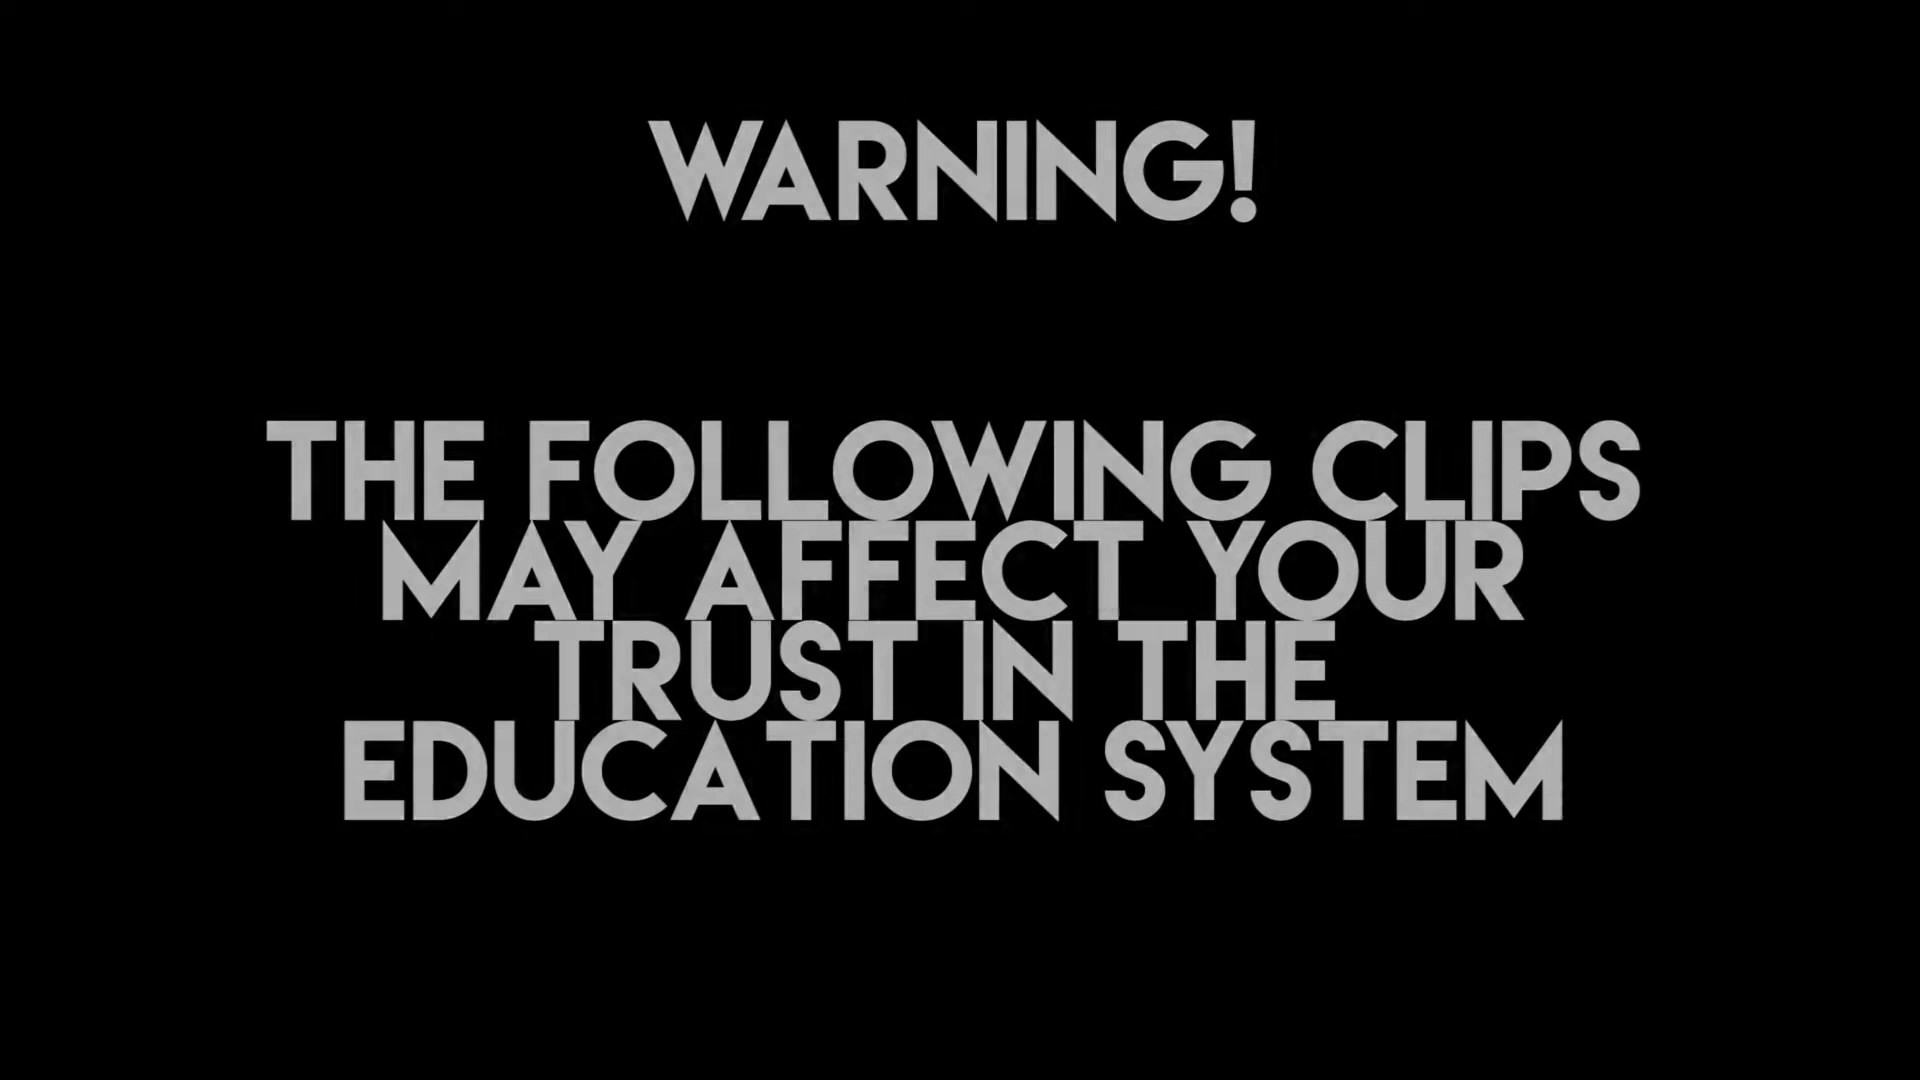 WARNING!
THE FOLLOWING CLIPS
MAY AFFECT YOUR
TRUST IN THE
EDUCATION SYSTEM